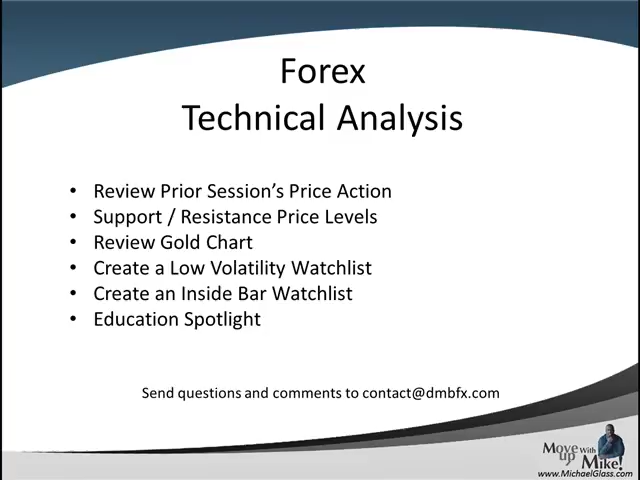 Forex
Technical Analysis
• Review Prior Session's Price Action
• Support / Resistance Price Levels
• Review Gold Chart
• Create a Low Volatility Watchlist
• Create an Inside Bar Watchlist
• Education Spotlight
Send questions and comments to contact@dmbfx.com
Move up With Mike!
www.MichaelGlass.com